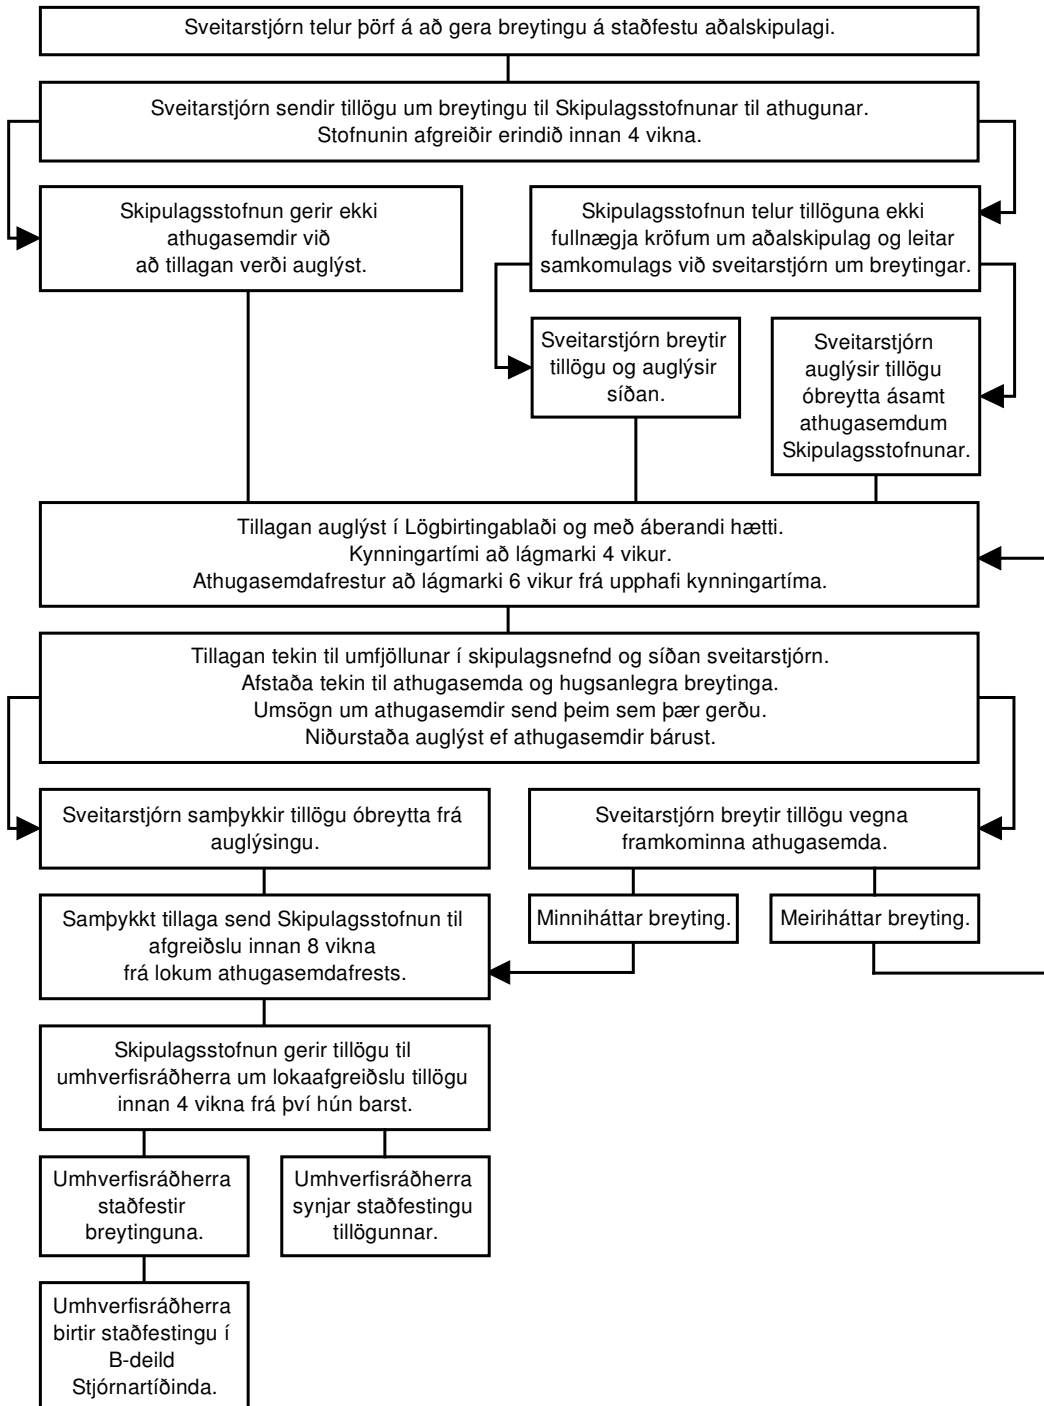 Sveitarstjórn telur þörf á að gera breytingu á staðfestu aðalskipulagi.
Sveitarstjórn sendir tillögu um breytingu til Skipulagsstofnunar til athugunar.
Stofnunin afgreiðir erindið innan 4 vikna.
Skipulagsstofnun gerir ekki
athugasemdir við
að tillagan verði auglýst.
Skipulagsstofnun telur tillöguna ekki
fullnægja kröfum um aðalskipulag og leitar
samkomulags við sveitarstjórn um breytingar.
Sveitarstjórn breytir
tillögu og auglýsir
síðan.
Sveitarstjórn
auglýsir tillögu
óbreytta ásamt
athugasemdum
Skipulagsstofnunar.
Tillagan auglýst í Lögbirtingablaði og með áberandi hætti.
Kynningartími að lágmarki 4 vikur.
Athugasemdafrestur að lágmarki 6 vikur frá upphafi kynningartíma.
Tillagan tekin til umfjöllunar í skipulagsnefnd og síðan sveitarstjórn.
Afstaða tekin til athugasemda og hugsanlegra breytinga.
Umsögn um athugasemdir send þeim sem þær gerðu.
Niðurstaða auglýst ef athugasemdir bárust.
Sveitarstjórn samþykkir tillögu óbreytta frá
auglýsingu.
Sveitarstjórn breytir tillögu vegna
framkominna athugasemda.
Samþykkt tillaga send Skipulagsstofnun til
afgreiðslu innan 8 vikna
frá lokum athugasemdafrests.
Minniháttar breyting.
Meiriháttar breyting.
Skipulagsstofnun gerir tillögu til
umhverfisráðherra um lokaafgreiðslu tillögu
innan 4 vikna frá því hún barst.
Umhverfisráðherra
staðfestir
breytinguna.
Umhverfisráðherra
synjar staðfestingu
tillögunnar.
Umhverfisráðherra
birtir staðfestingu í
B-deild
Stjórnartíðinda.